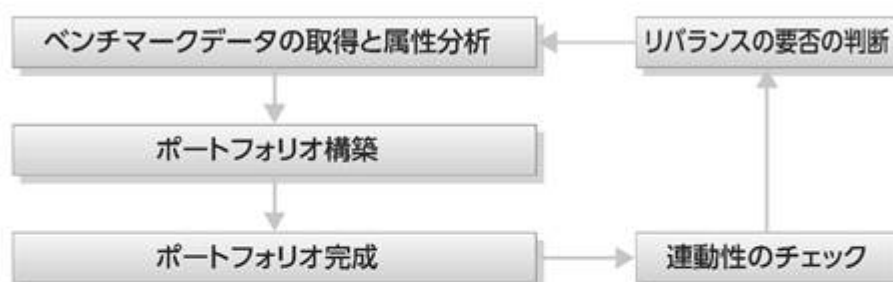 ベンチマークデータの取得と属性分析
リバランスの要否の判断
ポートフォリオ構築
ポートフォリオ完成
連動性のチェック